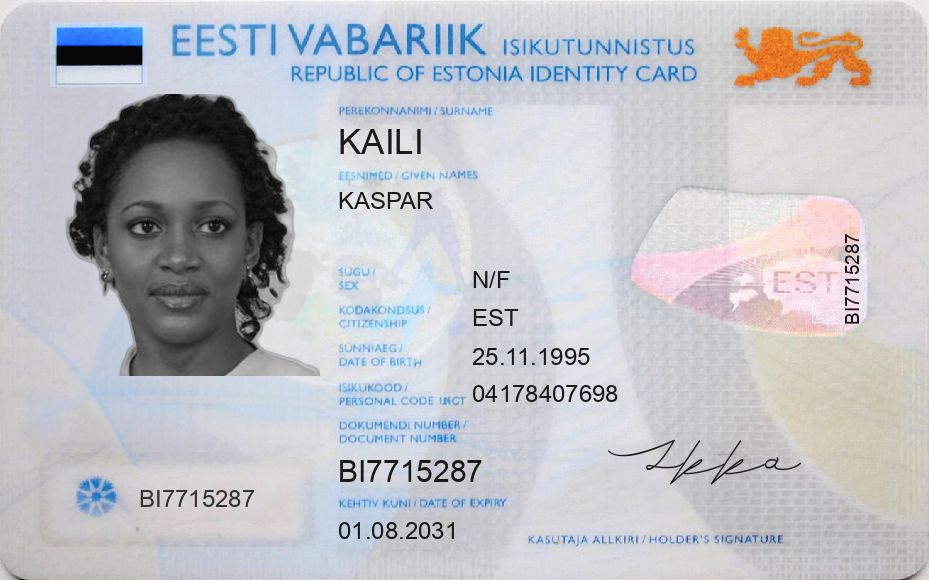 EESTI VABARIIK ISIKUTUNNISTUS
REPUBLIC OF ESTONIA IDENTITY CARD
PEREKONNANIMI / SURNAME
KAILI
EESNIMED / GIVEN NAMES
KASPAR
SUGU /
SEX
N/F
KODAKONDSUS /
CITIZENSHIP
EST
SÜNNIAEG /
DATE OF BIRTH
25.11.1995
ISIKUKOOD /
PERSONAL CODE
04178407698
DOKUMENDI NUMBER /
DOCUMENT NUMBER
BI7715287
KEHTIV KUNI / DATE OF EXPIRY
01.08.2031
BI7715287
EST
BI7715287
KASUTAJA ALLKIRI / HOLDER'S SIGNATURE